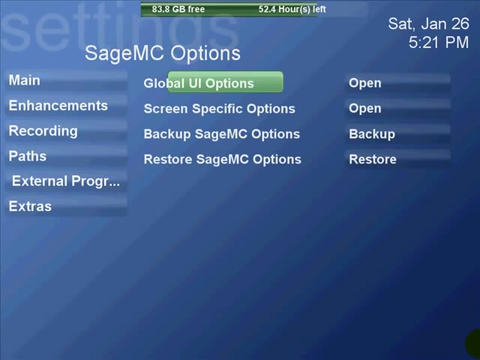 settings
83.8 GB free 52.4 Hour(s) left
Sat, Jan 26
5:21 PM
SageMC Options
Main
Global UI Options Open
Enhancements
Screen Specific Options Open
Recording
Backup SageMC Options Backup
Paths
Restore SageMC Options Restore
External Progr...
Extras